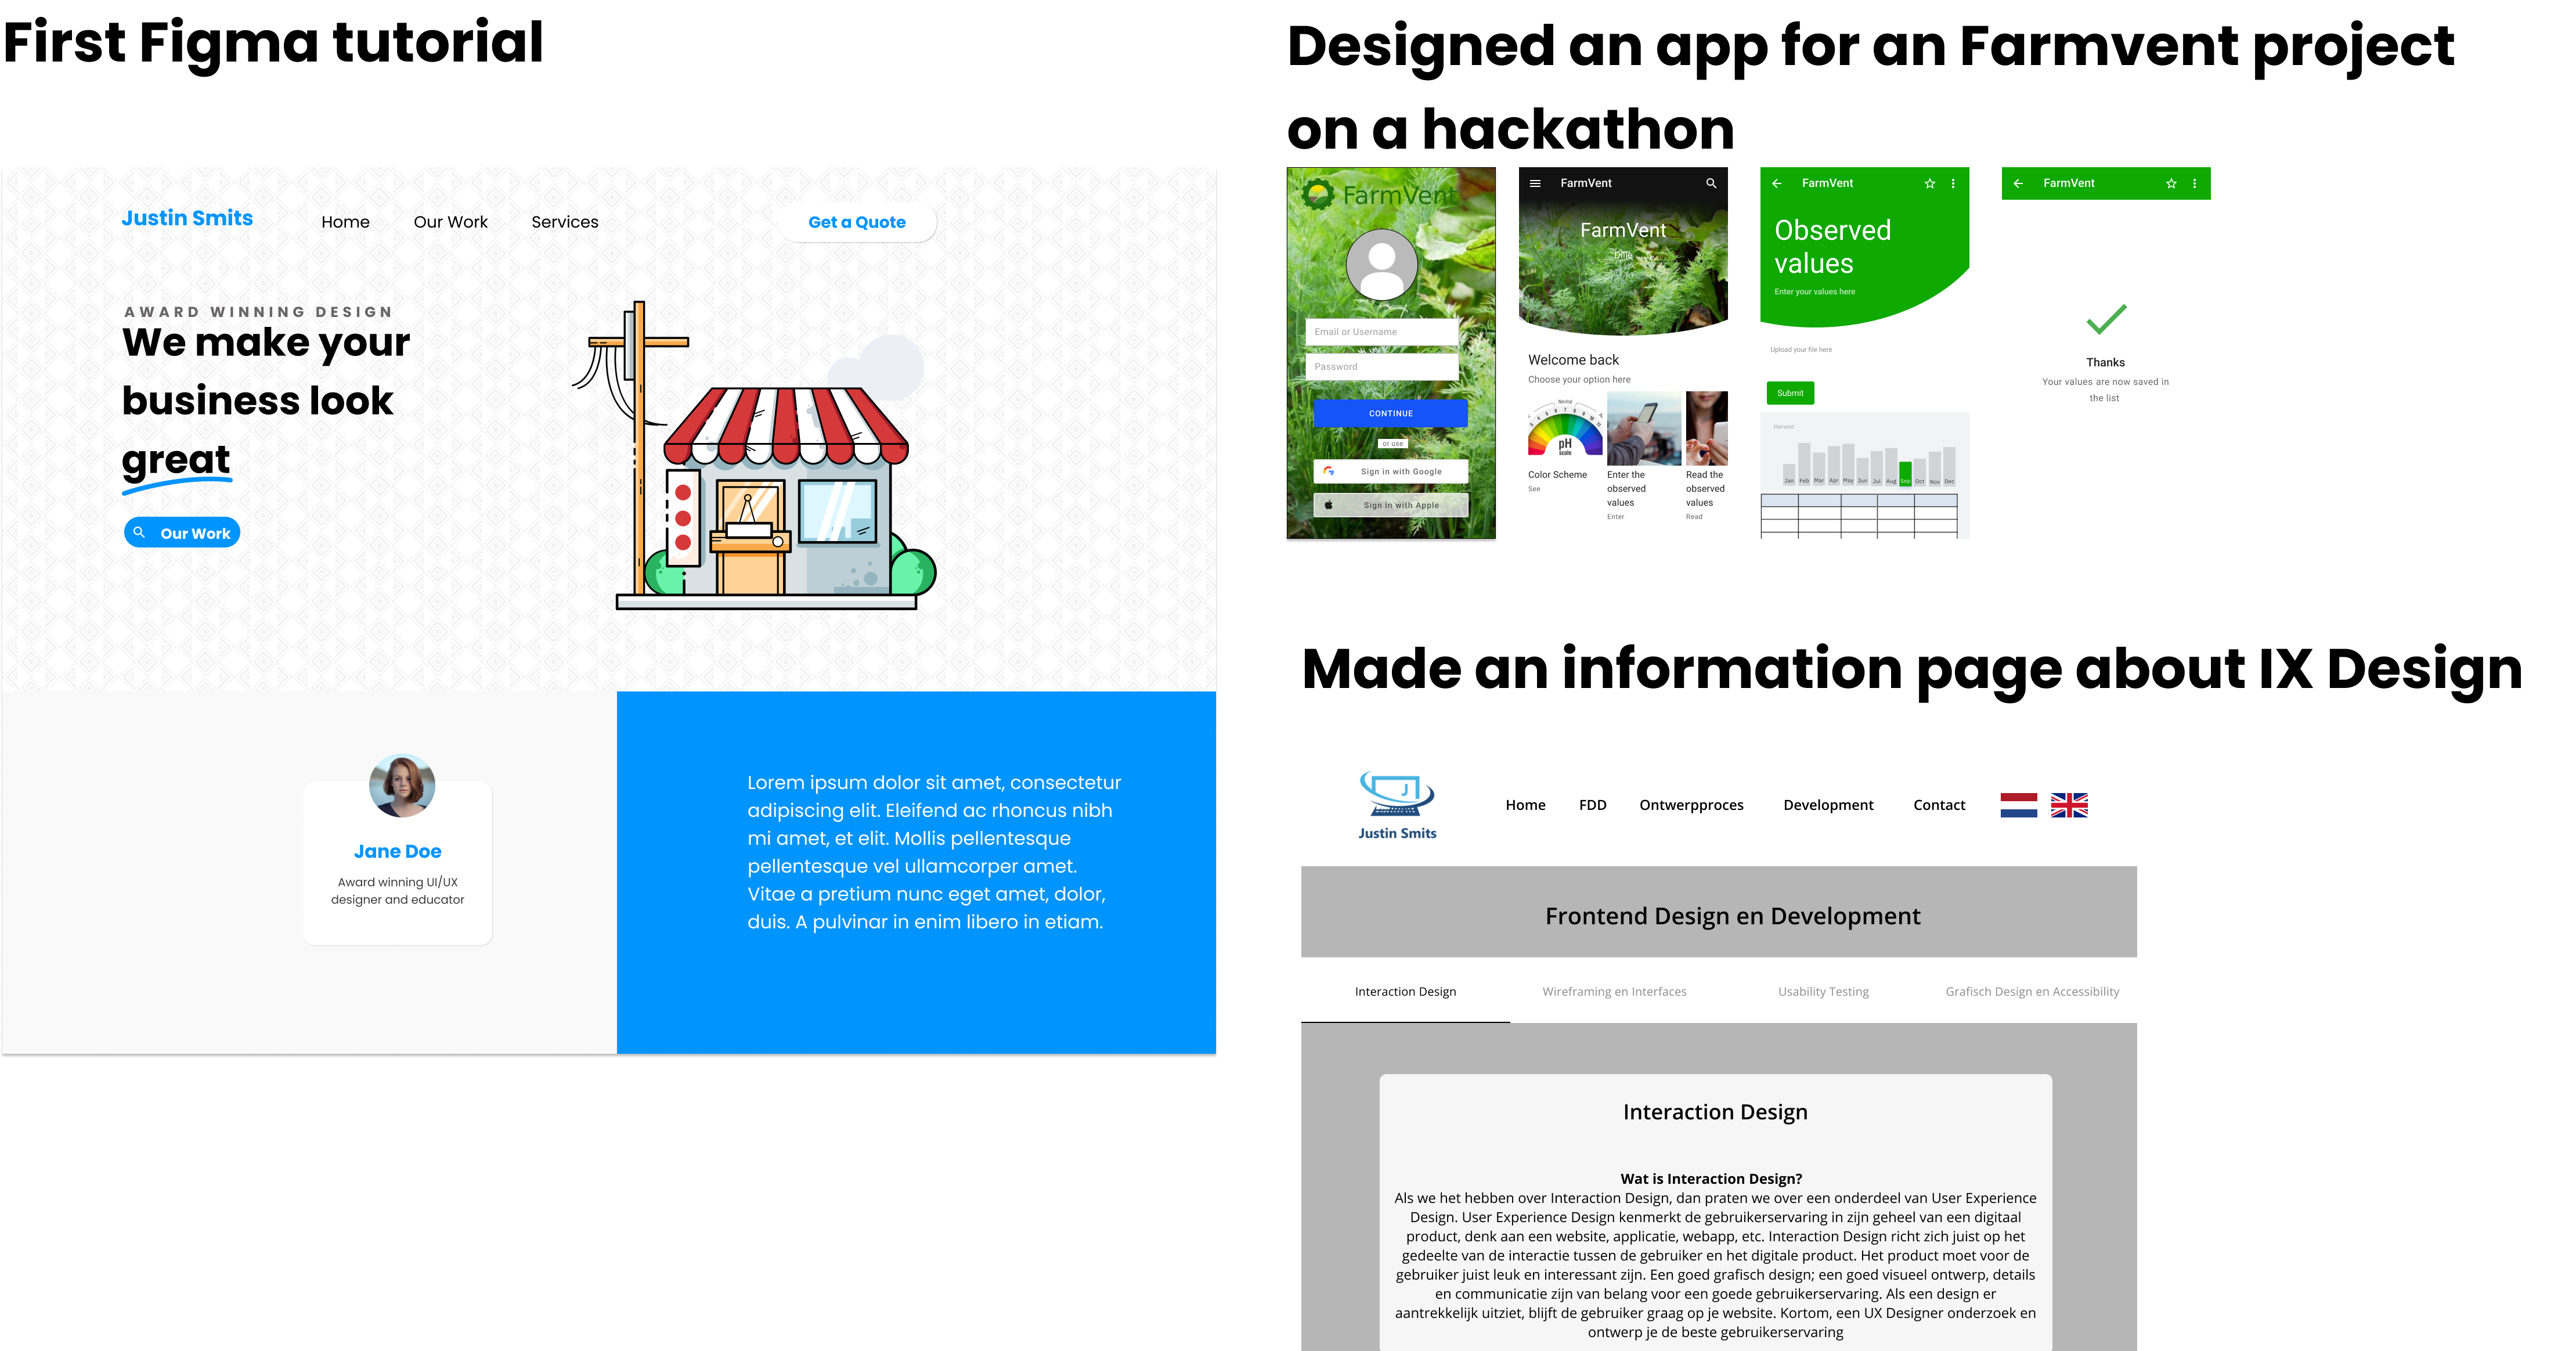 First Figma tutorial
Justin Smits
Home
Our Work
Services
Get a Quote
AWARD WINNING DESIGN
We make your
business look
great
Our Work
Jane Doe
Award winning UI/UX
designer and educator
Lorem ipsum dolor sit amet, consectetur
adipiscing elit. Eleifend ac rhoncus nibh
mi amet, et elit. Mollis pellentesque
pellentesque vel ullamcorper amet.
Vitae a pretium nunc eget amet, dolor,
duis. A pulvinar in enim libero in etiam.
Designed an app for an Farmvent project
on a hackathon
FarmVent
Email or Username
Password
CONTINUE
or use
Sign in with Google
Sign in with Apple
FarmVent
FarmVent
Title
Welcome back
Choose your option here
Neutral
pH
scale
Color Scheme
See
Enter the
observed
values
Enter
Read the
observed
values
Read
FarmVent
Observed
values
Enter your values here
Upload your file here
Submit
Harvest
Jan Feb Mar Apr May Jun Jul Aug Sep Oct Nov Dec
FarmVent
Thanks
Your values are now saved in
the list
Made an information page about IX Design
J
Justin Smits
Home
FDD
Ontwerpproces
Development
Contact
Frontend Design en Development
Interaction Design
Wireframing en Interfaces
Usability Testing
Grafisch Design en Accessibility
Interaction Design
Wat is Interaction Design?
Als we het hebben over Interaction Design, dan praten we over een onderdeel van User Experience
Design. User Experience Design kenmerkt de gebruikerservaring in zijn geheel van een digitaal
product, denk aan een website, applicatie, webapp, etc. Interaction Design richt zich juist op het
gedeelte van de interactie tussen de gebruiker en het digitale product. Het product moet voor de
gebruiker juist leuk en interessant zijn. Een goed grafisch design; een goed visueel ontwerp, details
en communicatie zijn van belang voor een goede gebruikerservaring. Als een design er
aantrekkelijk uitziet, blijft de gebruiker graag op je website. Kortom, een UX Designer onderzoek en
ontwerp je de beste gebruikerservaring